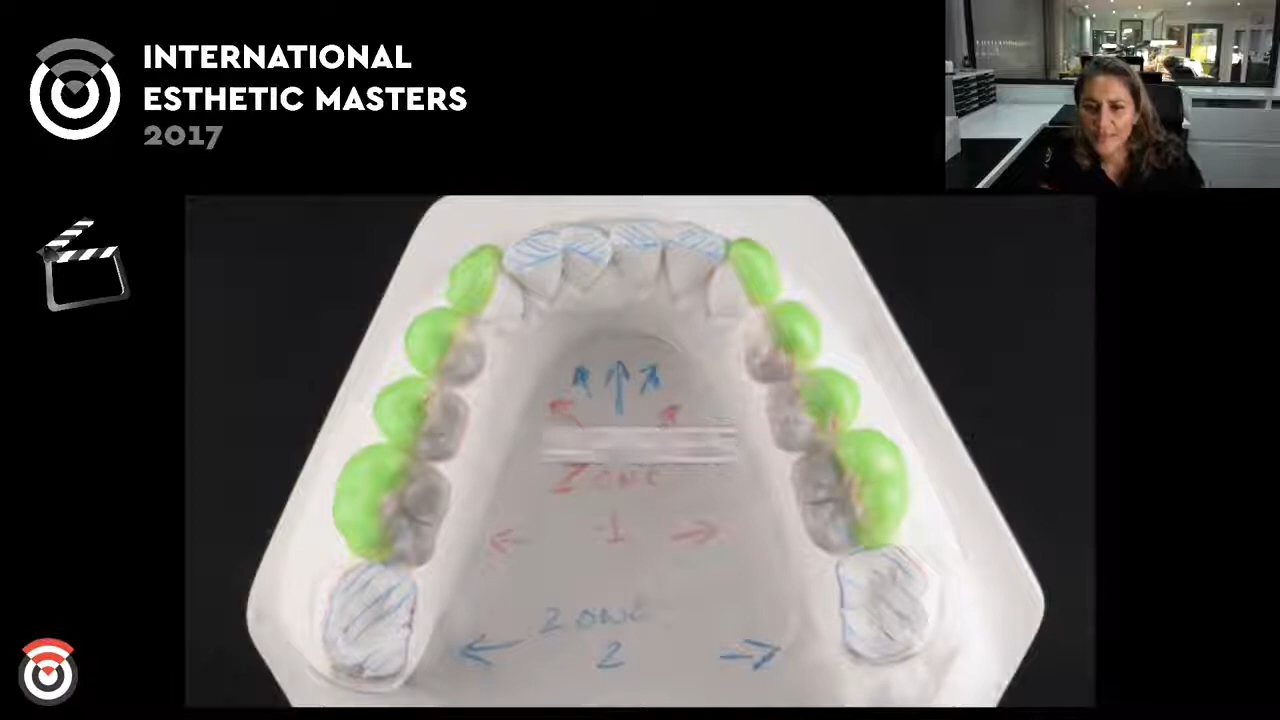 INTERNATIONAL
ESTHETIC MASTERS
2017
ZONE
1
ZONE
2